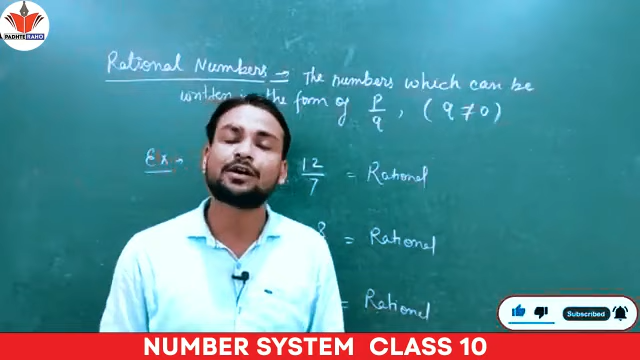 PADHTE RAHO
Rational Numbers :- The numbers which can be
written in the form of p/q, (q≠0)
Ex :- 12/7 = Rational
8 = Rational
= Rational
Subscribed
NUMBER SYSTEM CLASS 10